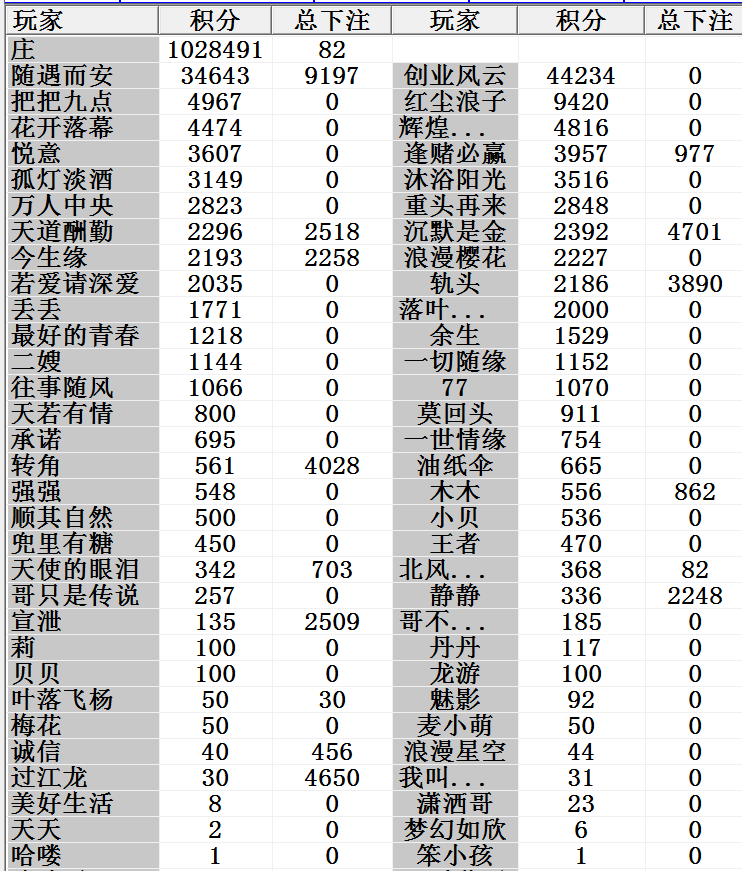 玩家 积分 总下注 玩家 积分 总下注
庄 1028491 82
随遇而安 34643 9197 创业风云 44234 0
把把九点 4967 0 红尘浪子 9420 0
花开落幕 4474 0 辉煌... 4816 0
悦意 3607 0 逢赌必赢 3957 977
孤灯淡酒 3149 0 沐浴阳光 3516 0
万人中央 2823 0 重头再来 2848 0
天道酬勤 2296 2518 沉默是金 2392 4701
今生缘 2193 2258 浪漫樱花 2227 0
若爱请深爱 2035 0 轨头 2186 3890
丢丢 1771 0 落叶... 2000 0
最好的青春 1218 0 余生 1529 0
二嫂 1144 0 一切随缘 1152 0
往事随风 1066 0 77 1070 0
天若有情 800 0 莫回头 911 0
承诺 695 0 一世情缘 754 0
转角 561 4028 油纸伞 665 0
强强 548 0 木木 556 862
顺其自然 500 0 小贝 536 0
兜里有糖 450 0 王者 470 0
天使的眼泪 342 703 北风... 368 82
哥只是传说 257 0 静静 336 2248
宣泄 135 2509 哥不... 185 0
莉 100 0 丹丹 117 0
贝贝 100 0 龙游 100 0
叶落飞杨 50 30 魅影 92 0
梅花 50 0 麦小萌 50 0
诚信 40 456 浪漫星空 44 0
过江龙 30 4650 我叫... 31 0
美好生活 8 0 潇洒哥 23 0
天天 2 0 梦幻如欣 6 0
哈喽 1 0 笨小孩 1 0